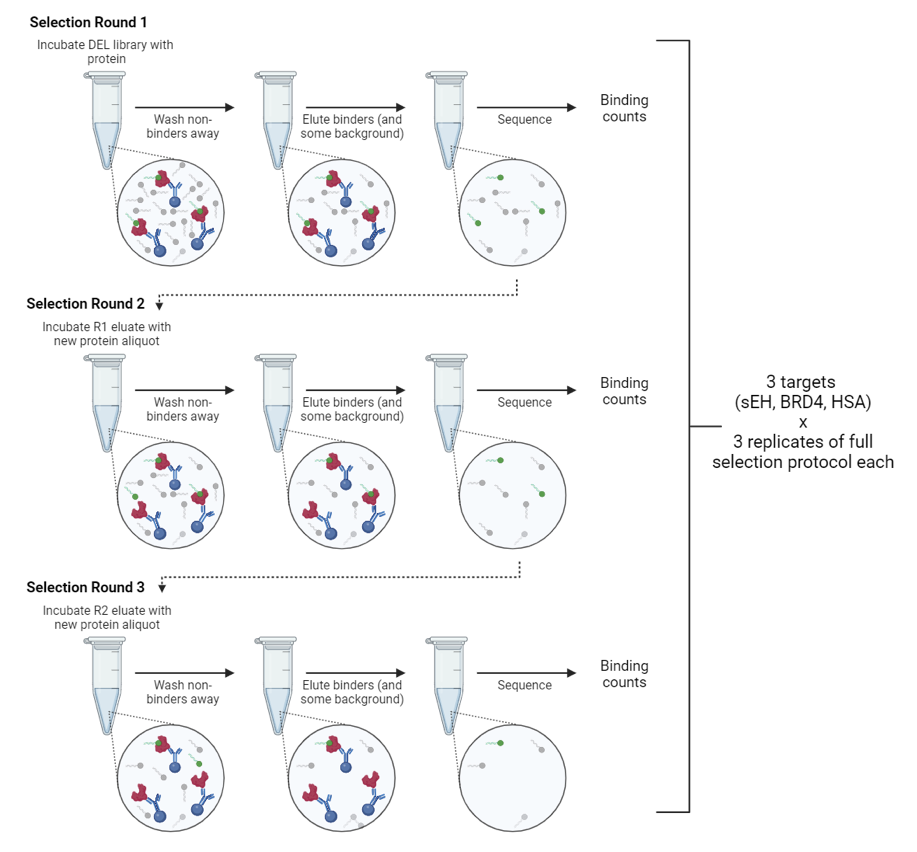 Selection Round 1
Incubate DEL library with
protein
Wash non-
binders away
Elute binders (and
some background)
Sequence
Binding
counts
Selection Round 2
Incubate R1 eluate with
new protein aliquot
Wash non-
binders away
Elute binders (and
some background)
Sequence
Binding
counts
3 targets
(sEH, BRD4, HSA)
x
3 replicates of full
selection protocol each
Selection Round 3
Incubate R2 eluate with
new protein aliquot
Wash non-
binders away
Elute binders (and
some background)
Sequence
Binding
counts